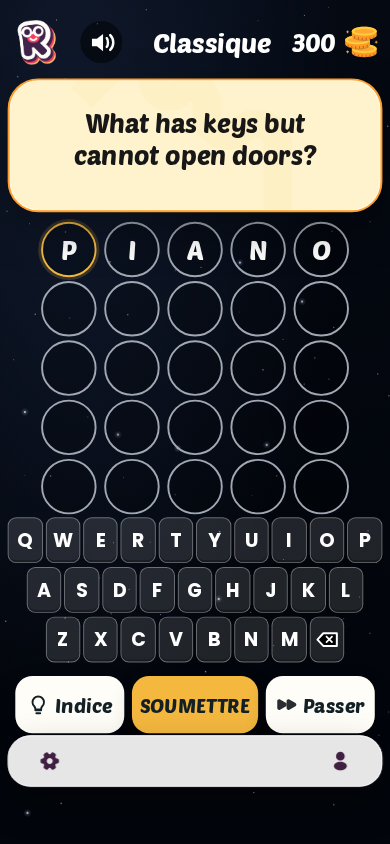 R
Classique 300
What has keys but
cannot open doors?
P I A N O
Q W E R T Y U I O P
A S D F G H J K L
Z X C V B N M
Indice SOUMETTRE Passer